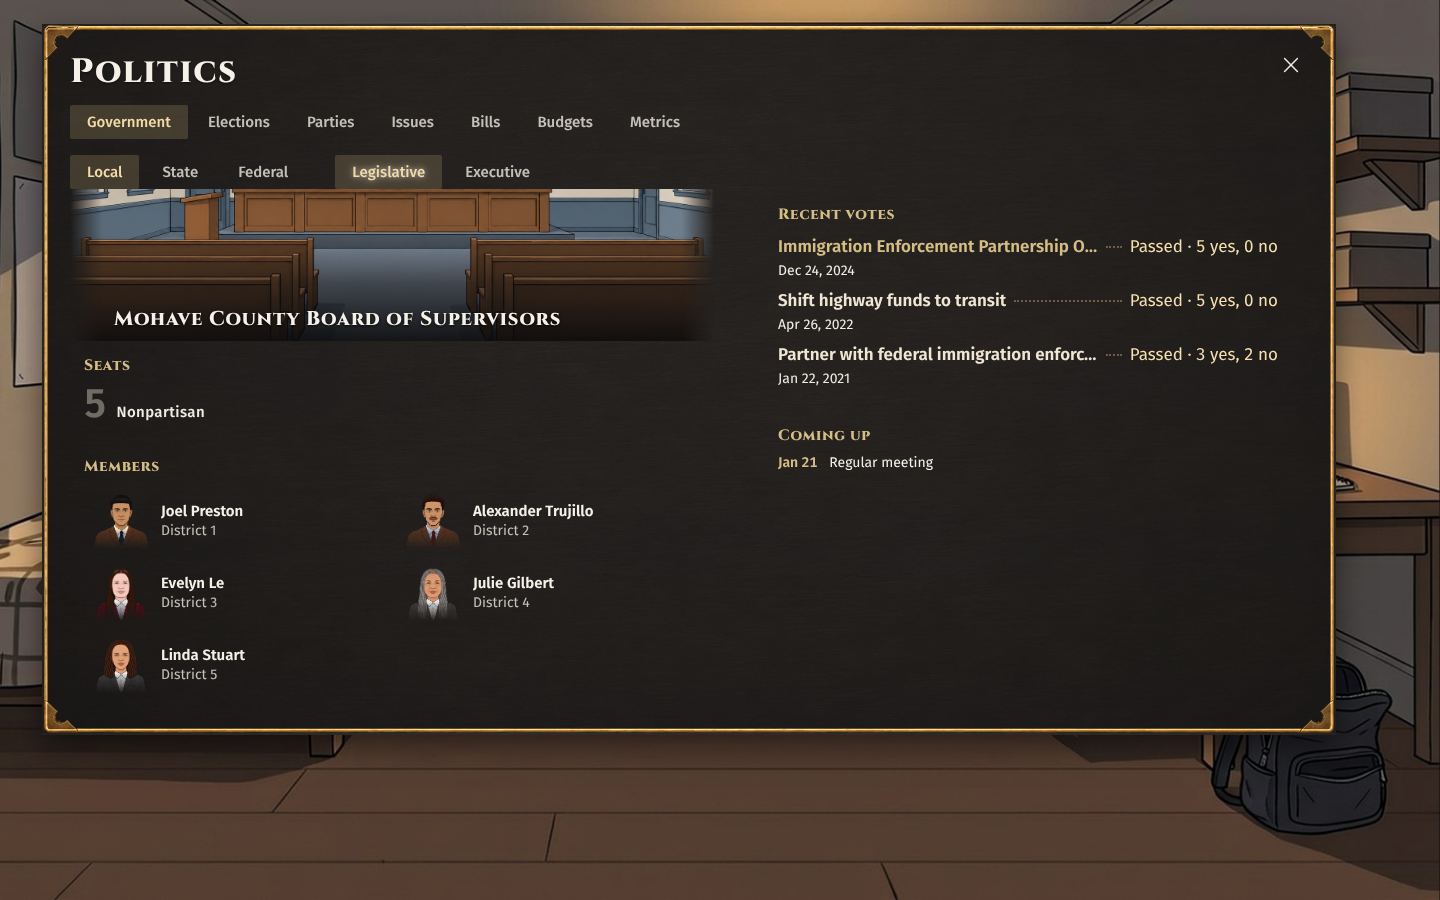 Politics
Government Elections Parties Issues Bills Budgets Metrics
Local State Federal Legislative Executive
Mohave County Board of Supervisors
Seats
5 Nonpartisan
Members
Joel Preston
District 1
Alexander Trujillo
District 2
Evelyn Le
District 3
Julie Gilbert
District 4
Linda Stuart
District 5
Recent votes
Immigration Enforcement Partnership O... Passed · 5 yes, 0 no
Dec 24, 2024
Shift highway funds to transit Passed · 5 yes, 0 no
Apr 26, 2022
Partner with federal immigration enforc... Passed · 3 yes, 2 no
Jan 22, 2021
Coming up
Jan 21 Regular meeting